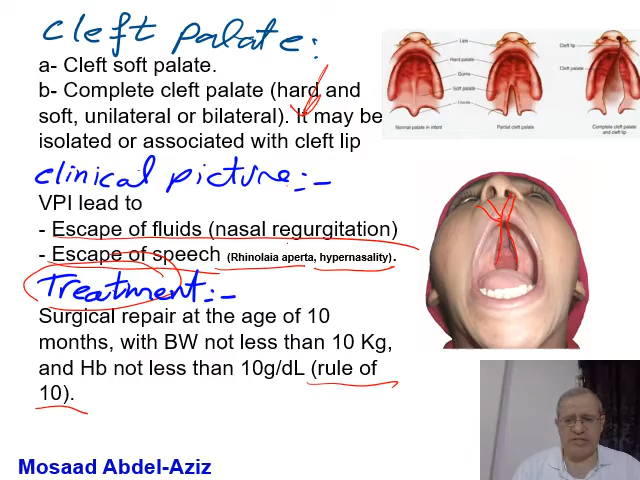 cleft palate:
a- Cleft soft palate.
b- Complete cleft palate (hard and
soft, unilateral or bilateral). It may be
isolated or associated with cleft lip
clinical picture:-
VPI lead to
- Escape of fluids (nasal regurgitation)
- Escape of speech (Rhinolaia aperta, hypernasality).
Treatment:-
Surgical repair at the age of 10
months, with BW not less than 10 Kg,
and Hb not less than 10g/dL (rule of
10).
Mosaad Abdel-Aziz
Lips
Hard palate
Gums
Soft palate
Uvula
Normal palate in infant
Partial cleft palate
Cleft lip
Cleft palate
Complete cleft palate
and cleft lip